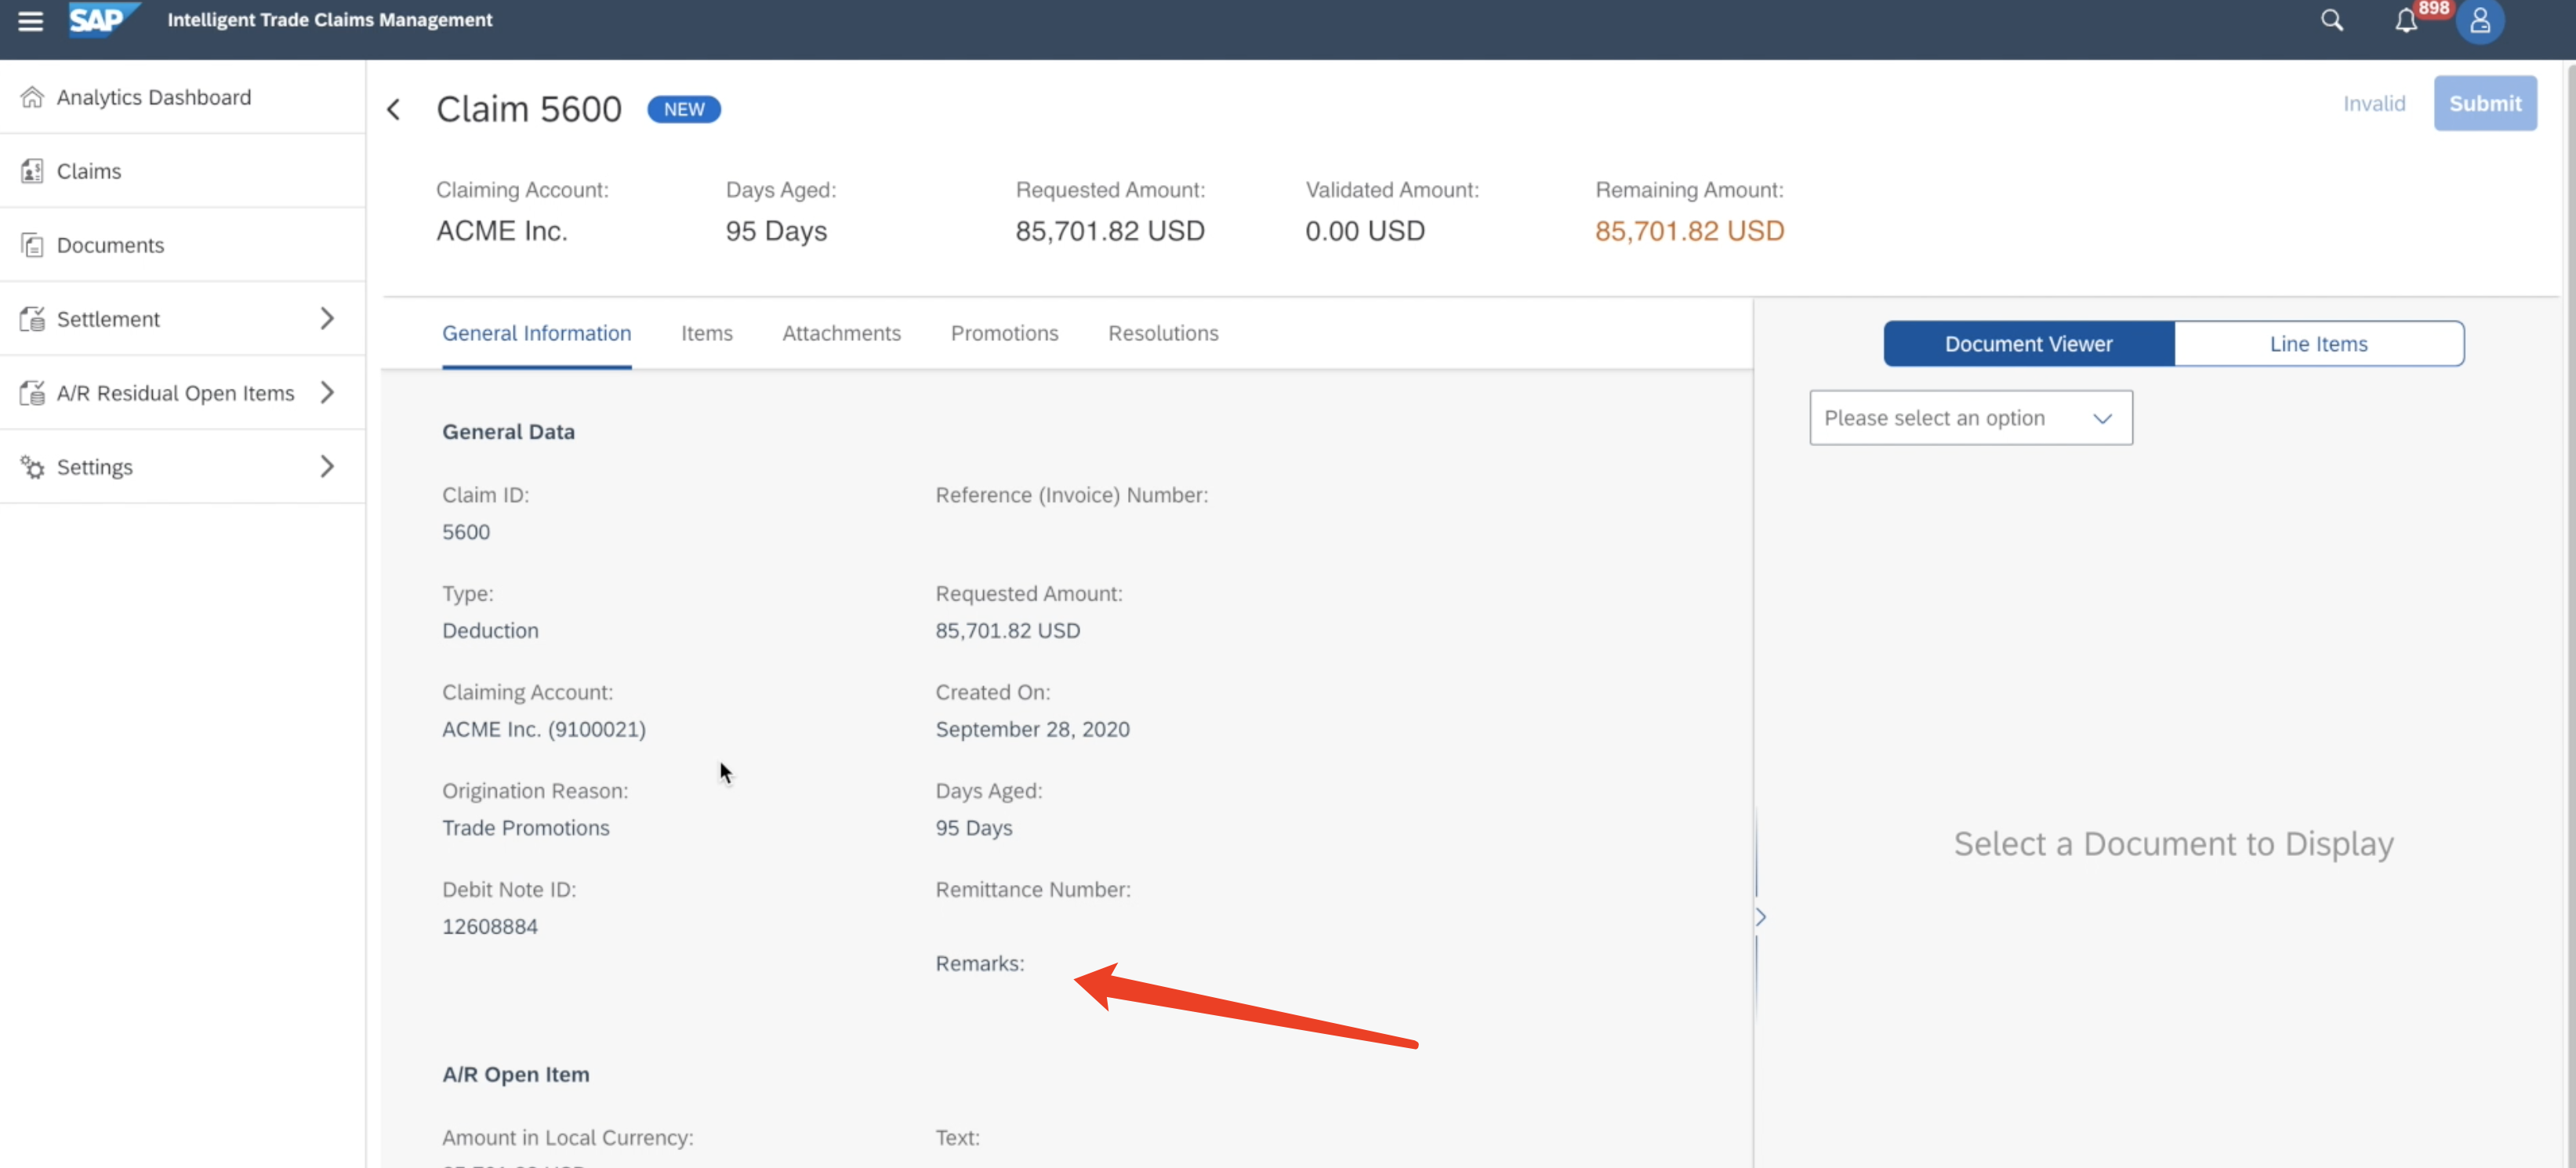 SAP Intelligent Trade Claims Management 898
Analytics Dashboard
Claims
Documents
Settlement
A/R Residual Open Items
Settings
Claim 5600 NEW
Invalid Submit
Claiming Account: Days Aged: Requested Amount: Validated Amount: Remaining Amount:
ACME Inc. 95 Days 85,701.82 USD 0.00 USD 85,701.82 USD
General Information Items Attachments Promotions Resolutions
General Data
Claim ID: Reference (Invoice) Number:
5600
Type: Requested Amount:
Deduction 85,701.82 USD
Claiming Account: Created On:
ACME Inc. (9100021) September 28, 2020
Origination Reason: Days Aged:
Trade Promotions 95 Days
Debit Note ID: Remittance Number:
12608884
Remarks:
A/R Open Item
Amount in Local Currency: Text:
Document Viewer Line Items
Please select an option
Select a Document to Display